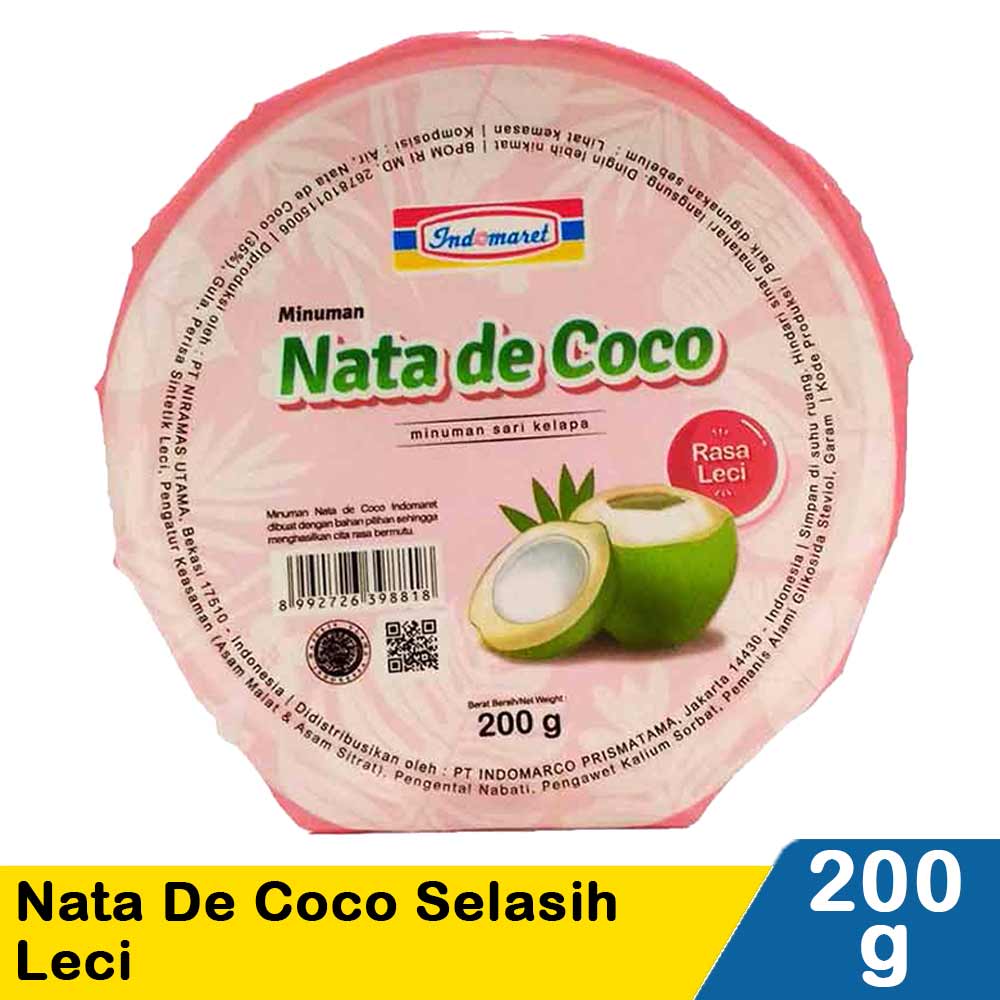 Indomaret
Minuman
Nata de Coco
minuman sari kelapa
Rasa
Leci
Minuman Nata de Coco Indomaret
dibuat dengan bahan pilihan sehingga
menghasilkan cita rasa bermutu.
8 992726 398818
Berat Bersih/Net Weight :
200 g
BPOM RI MD. 267810115006 | Diproduksi oleh : PT NIRAMAS UTAMA, Bekasi 17510 - Indonesia | Didistribusikan oleh : PT INDOMARCO PRISMATAMA, Jakarta 14430 - Indonesia | Simpan di suhu ruang. Hindari sinar matahari langsung. Dingin lebih nikmat |
Komposisi : Air, Nata de Coco (35%), Gula, Perisa Sintetik Leci, Pengatur Keasaman (Asam Malat & Asam Sitrat), Pengental Nabati, Pengawet Kalium Sorbat, Pemanis Alami Glikosida Steviol, Garam | Kode Produksi / Baik digunakan sebelum : Lihat kemasan |
Nata De Coco Selasih
Leci
200
g